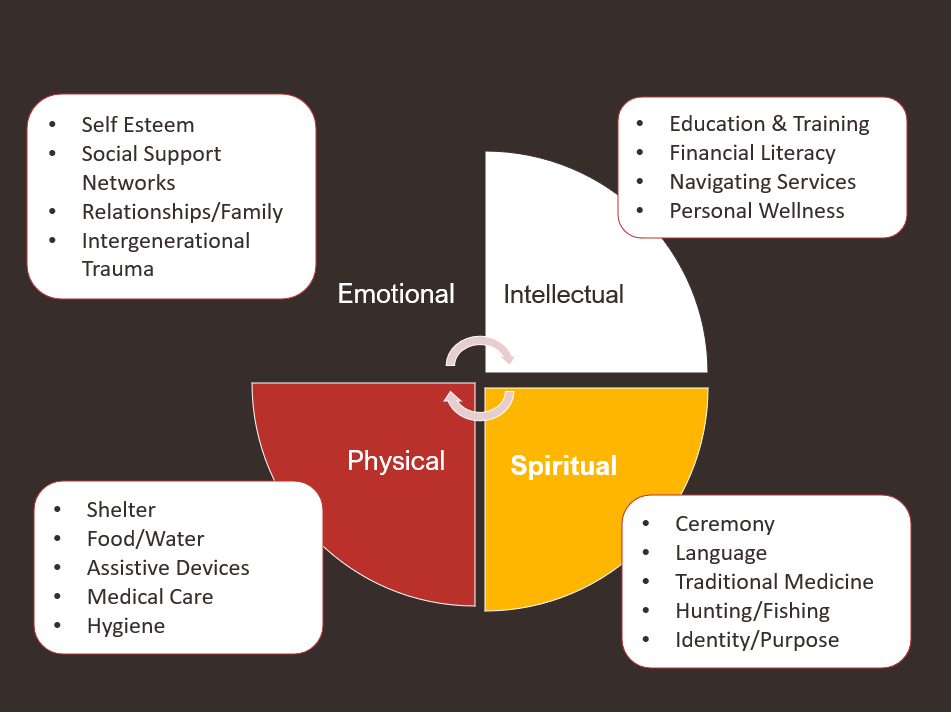 • Self Esteem
• Social Support
Networks
• Relationships/Family
• Intergenerational
Trauma
• Education & Training
• Financial Literacy
• Navigating Services
• Personal Wellness
Emotional
Intellectual
Physical
Spiritual
• Shelter
• Food/Water
• Assistive Devices
• Medical Care
• Hygiene
• Ceremony
• Language
• Traditional Medicine
• Hunting/Fishing
• Identity/Purpose